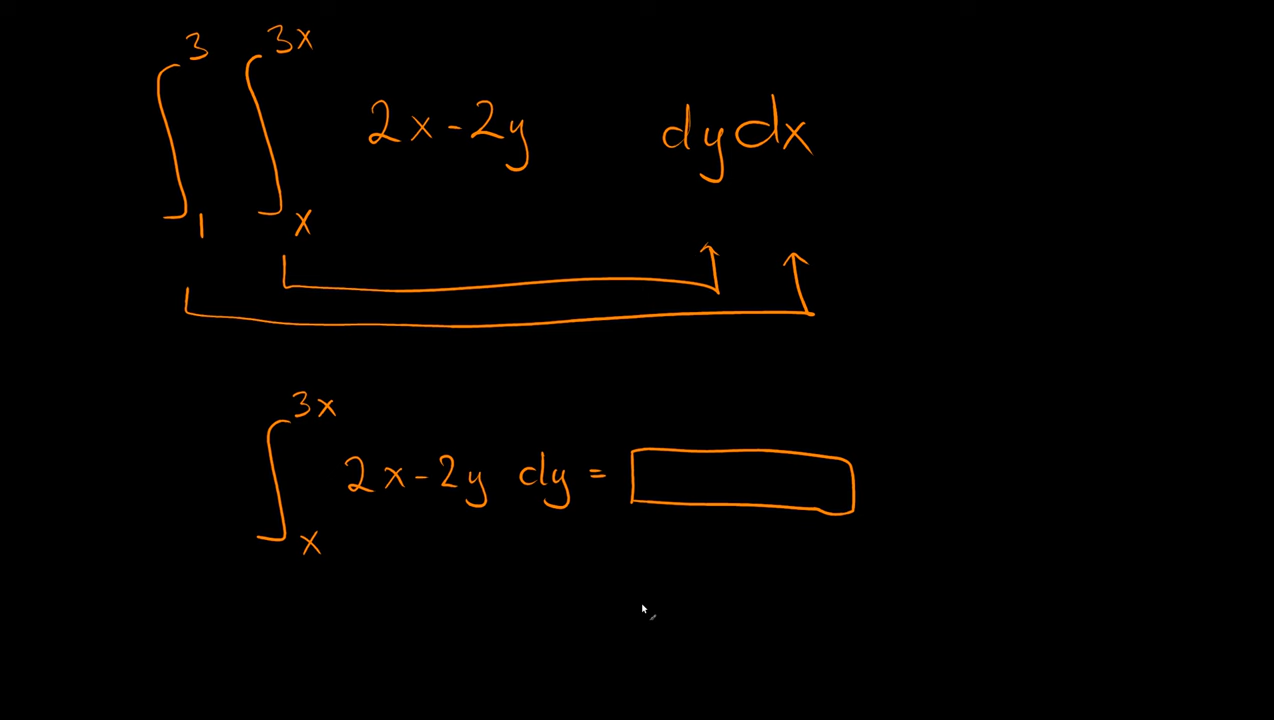 ∫₁³ ∫ₓ³ˣ 2x - 2y dy dx
∫ₓ³ˣ 2x - 2y dy =